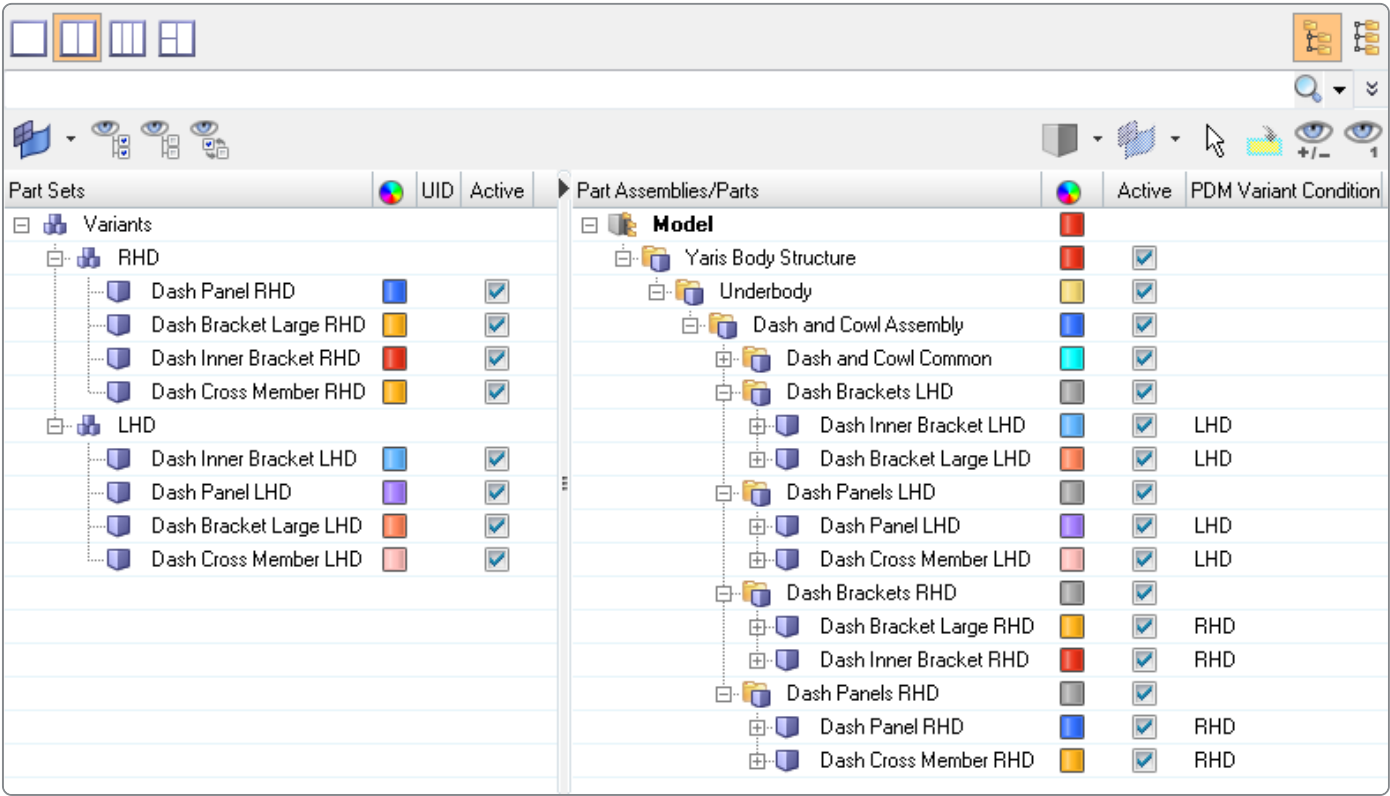 Part Sets UID Active
Variants
RHD
Dash Panel RHD
Dash Bracket Large RHD
Dash Inner Bracket RHD
Dash Cross Member RHD
LHD
Dash Inner Bracket LHD
Dash Panel LHD
Dash Bracket Large LHD
Dash Cross Member LHD
+/-
1
Part Assemblies/Parts Active PDM Variant Condition
Model
Yaris Body Structure
Underbody
Dash and Cowl Assembly
Dash and Cowl Common
Dash Brackets LHD
Dash Inner Bracket LHD LHD
Dash Bracket Large LHD LHD
Dash Panels LHD
Dash Panel LHD LHD
Dash Cross Member LHD LHD
Dash Brackets RHD
Dash Bracket Large RHD RHD
Dash Inner Bracket RHD RHD
Dash Panels RHD
Dash Panel RHD RHD
Dash Cross Member RHD RHD